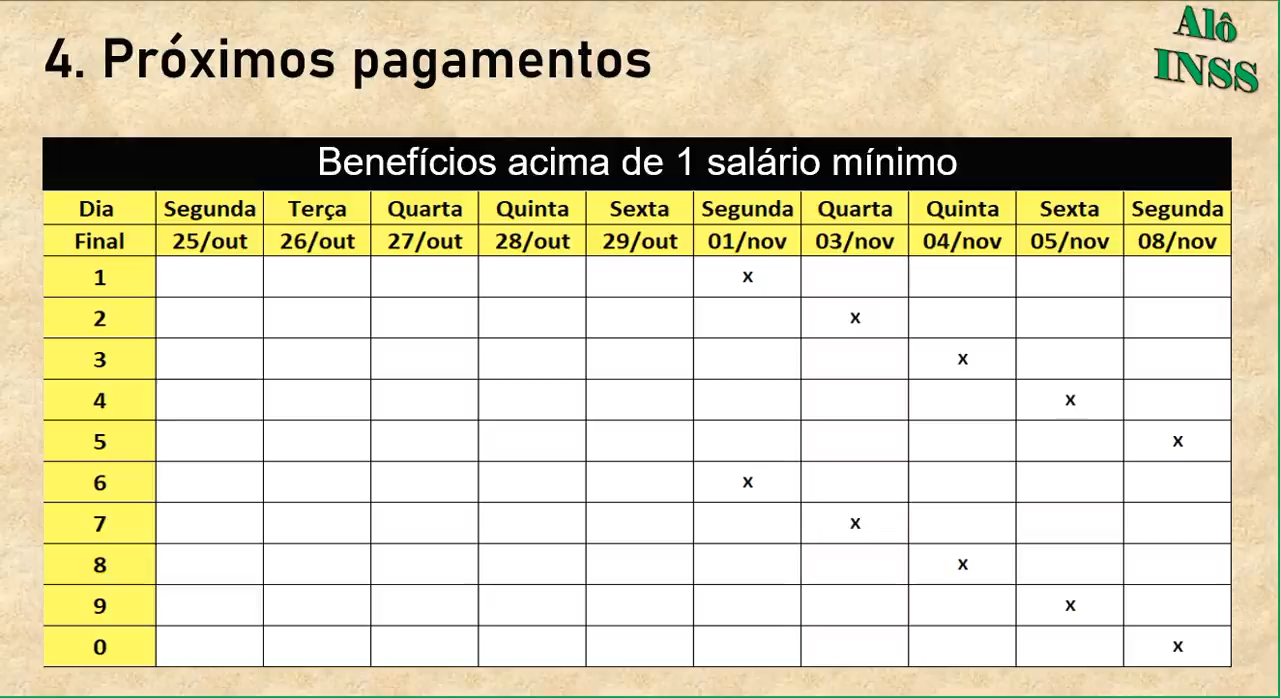 4. Próximos pagamentos
Alô
INSS
Benefícios acima de 1 salário mínimo
Dia Segunda Terça Quarta Quinta Sexta Segunda Quarta Quinta Sexta Segunda
Final 25/out 26/out 27/out 28/out 29/out 01/nov 03/nov 04/nov 05/nov 08/nov
1 x
2 x
3 x
4 x
5 x
6 x
7 x
8 x
9 x
0 x